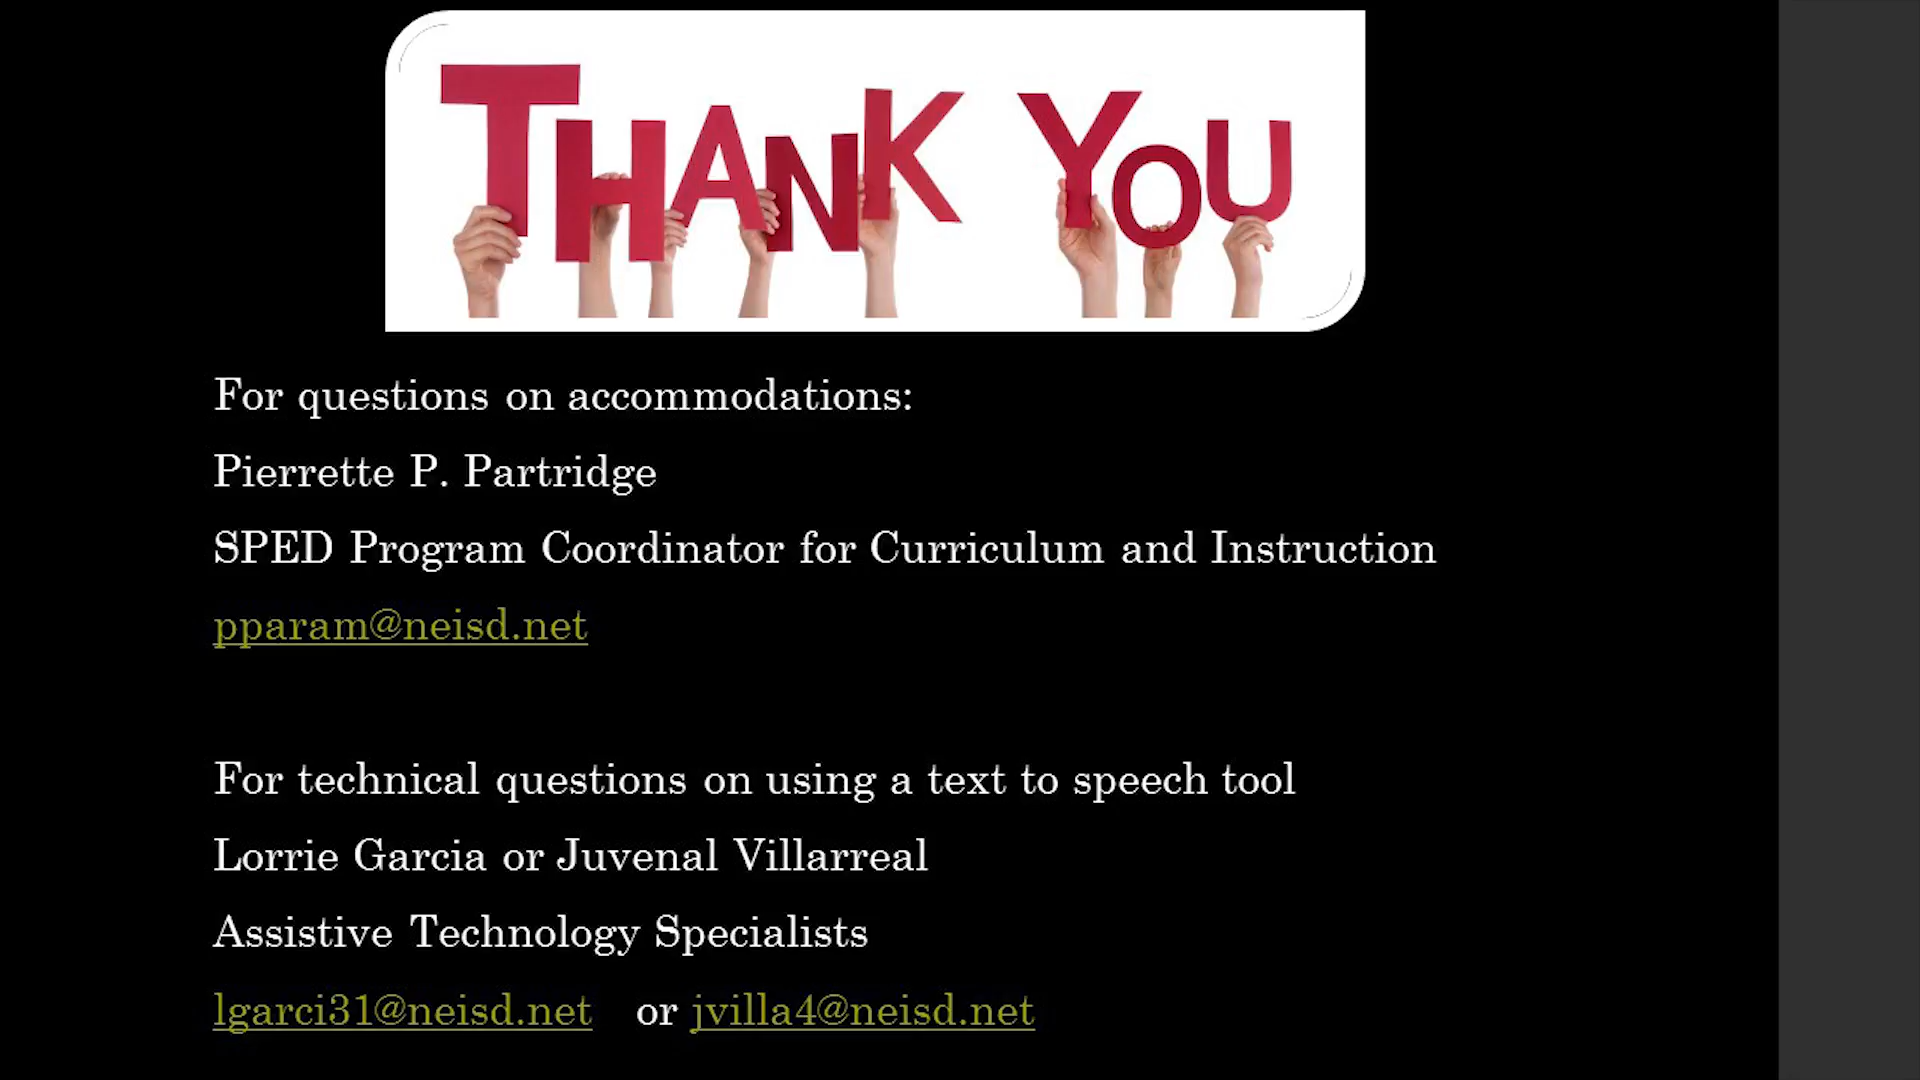 THANK YOU
For questions on accommodations:
Pierrette P. Partridge
SPED Program Coordinator for Curriculum and Instruction
pparam@neisd.net
For technical questions on using a text to speech tool
Lorrie Garcia or Juvenal Villarreal
Assistive Technology Specialists
lgarci31@neisd.net or jvilla4@neisd.net